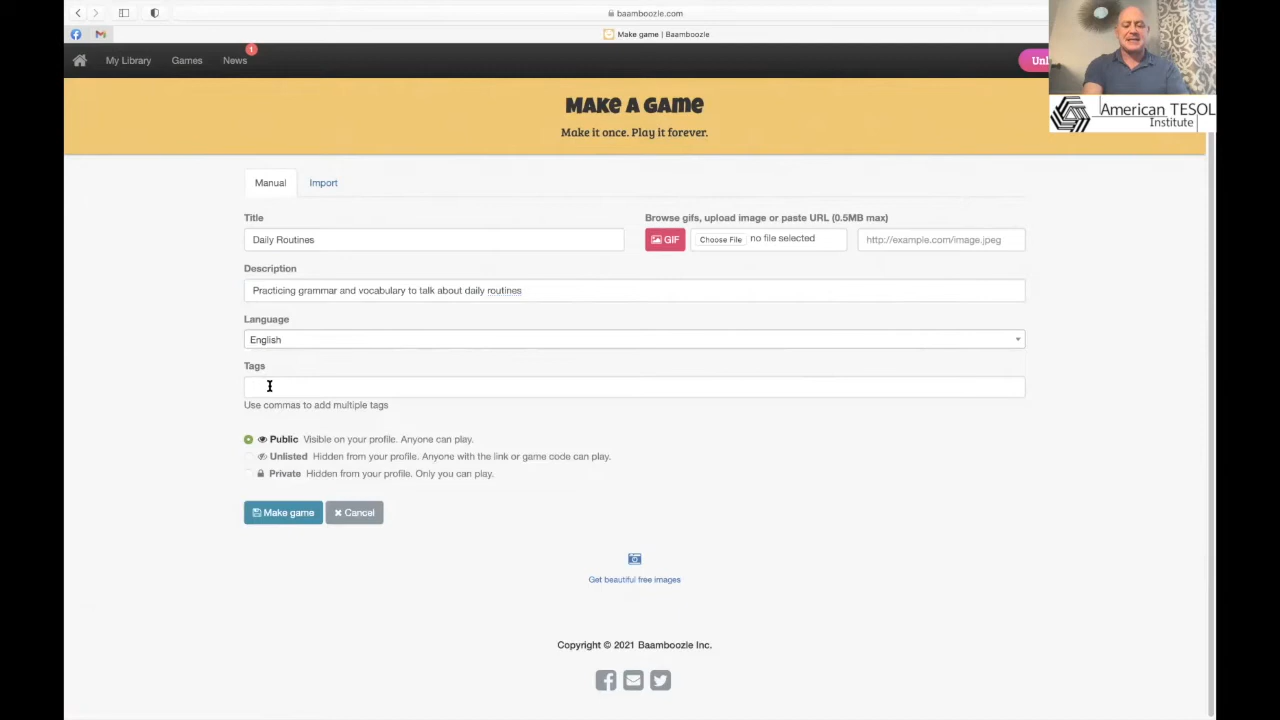 baamboozle.com
Make game | Baamboozle
My Library Games News 1
American TESOL
Institute
Make a Game
Make it once. Play it forever.
Manual Import
Title
Daily Routines
Browse gifs, upload image or paste URL (0.5MB max)
GIF Choose File no file selected http://example.com/image.jpeg
Description
Practicing grammar and vocabulary to talk about daily routines
Language
English
Tags
Use commas to add multiple tags
Public Visible on your profile. Anyone can play.
Unlisted Hidden from your profile. Anyone with the link or game code can play.
Private Hidden from your profile. Only you can play.
Make game Cancel
Get beautiful free images
Copyright © 2021 Baamboozle Inc.